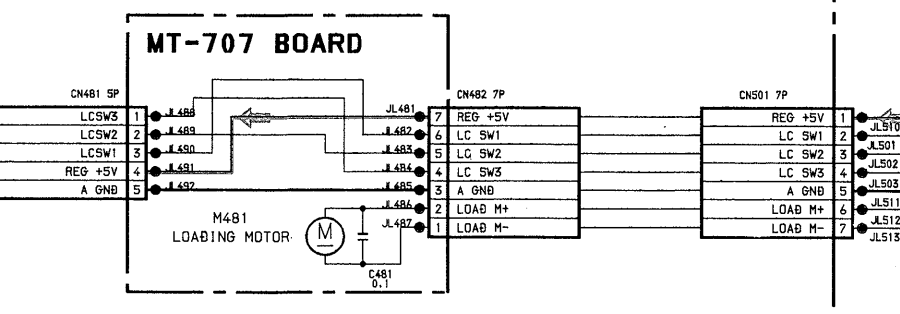 MT-707 BOARD
CN481 5P
LCSW3 1 JL488
LCSW2 2 JL489
LCSW1 3 JL490
REG +5V 4 JL491
A GND 5 JL492
CN482 7P
JL481 7 REG +5V
JL482 6 LC SW1
JL483 5 LC SW2
JL484 4 LC SW3
JL485 3 A GND
JL486 2 LOAD M+
JL487 1 LOAD M-
M481
LOADING MOTOR
M
C481
0.1
CN501 7P
REG +5V 1
LC SW1 2 JL510
LC SW2 3 JL501
LC SW3 4 JL502
A GND 5 JL503
LOAD M+ 6 JL511
LOAD M- 7 JL512
JL513